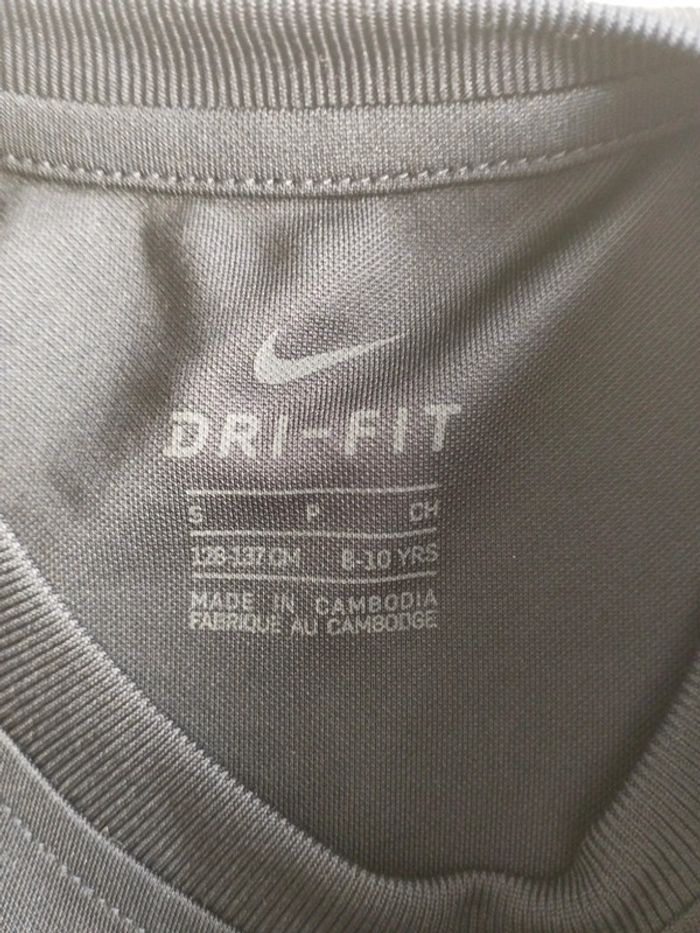 DRI-FIT
S P CH
128-137 CM 8-10 YRS
MADE IN CAMBODIA
FABRIQUE AU CAMBODGE